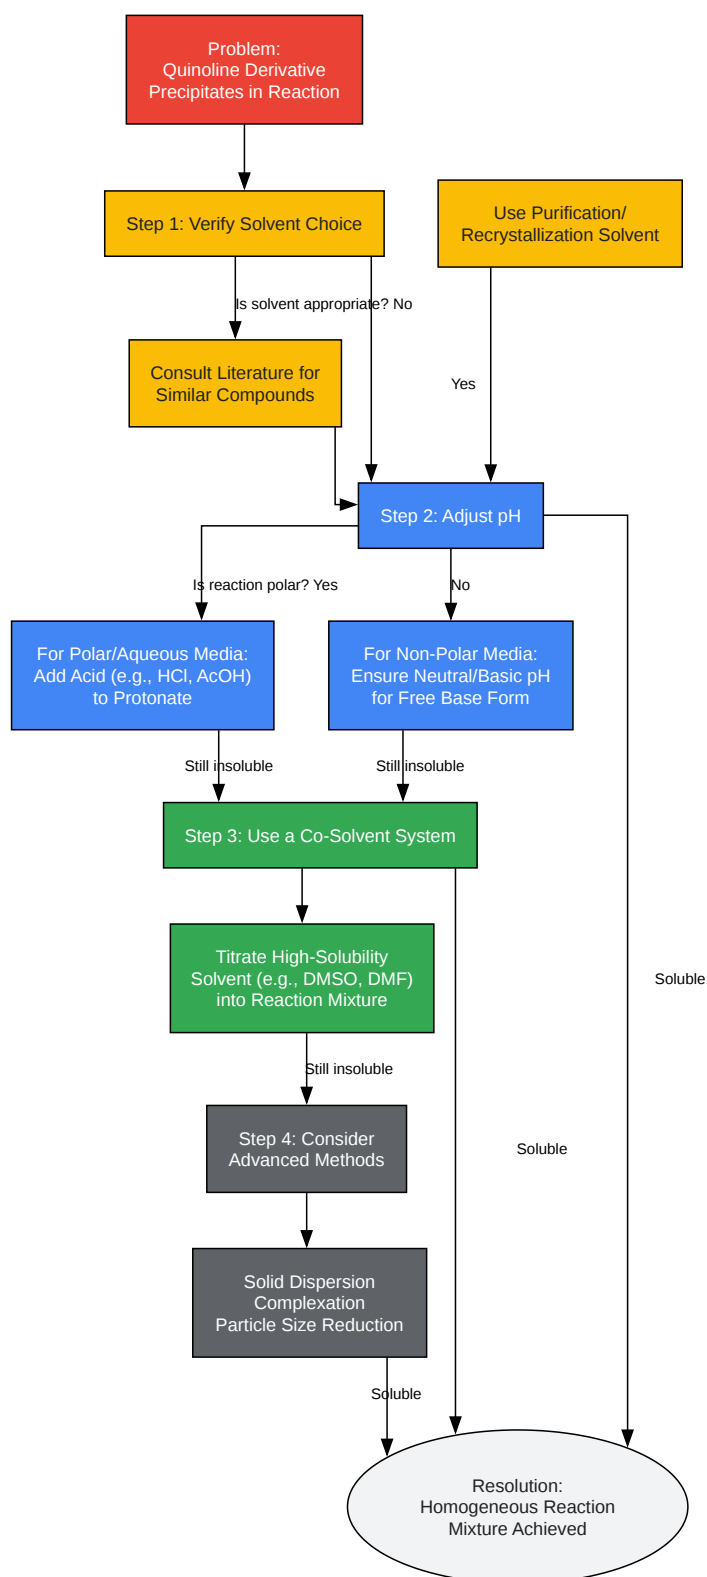 Problem:
Quinoline Derivative
Precipitates in Reaction
Step 1: Verify Solvent Choice
Use Purification/
Recrystallization Solvent
Is solvent appropriate? No
Consult Literature for
Similar Compounds
Yes
Step 2: Adjust pH
Is reaction polar? Yes
No
For Polar/Aqueous Media:
Add Acid (e.g., HCl, AcOH)
to Protonate
For Non-Polar Media:
Ensure Neutral/Basic pH
for Free Base Form
Still insoluble
Still insoluble
Step 3: Use a Co-Solvent System
Titrate High-Solubility
Solvent (e.g., DMSO, DMF)
into Reaction Mixture
Soluble
Still insoluble
Step 4: Consider
Advanced Methods
Soluble
Solid Dispersion
Complexation
Particle Size Reduction
Soluble
Resolution:
Homogeneous Reaction
Mixture Achieved